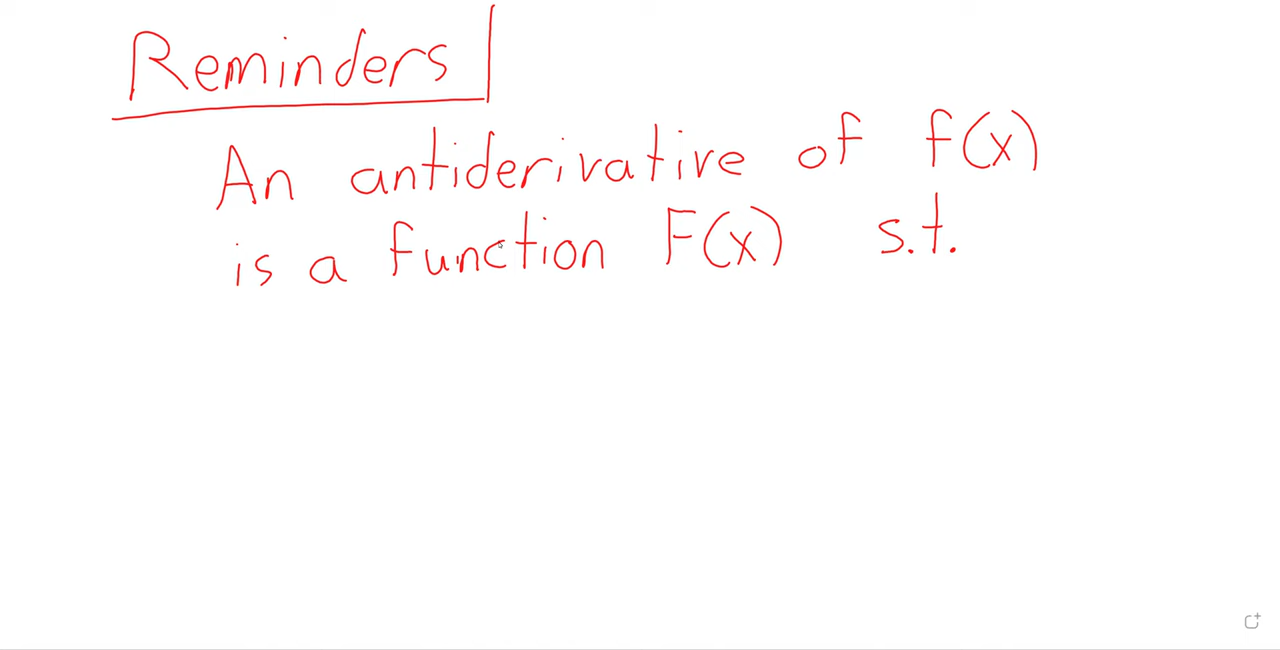 Reminders
An antiderivative of f(x)
is a function F(x) s.t.